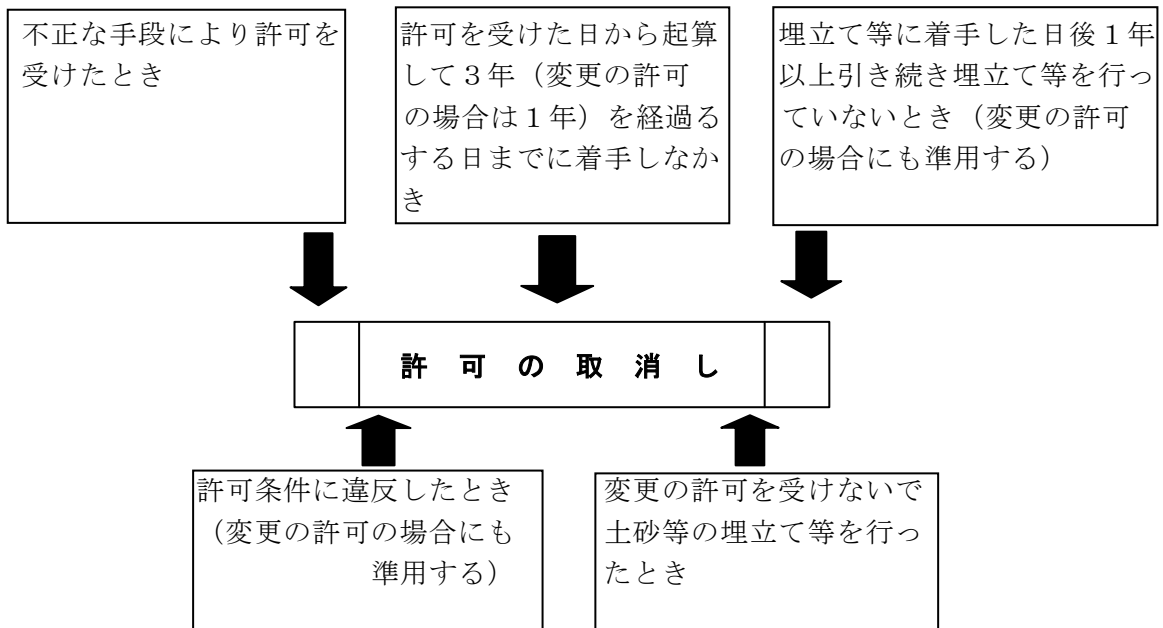 不正な手段により許可を
受けたとき
許可を受けた日から起算
して３年（変更の許可
の場合は１年）を経過る
する日までに着手しなか
き
埋立て等に着手した日後１年
以上引き続き埋立て等を行っ
ていないとき（変更の許可
の場合にも準用する）
許可の取消し
許可条件に違反したとき
（変更の許可の場合にも
準用する）
変更の許可を受けないで
土砂等の埋立て等を行っ
たとき